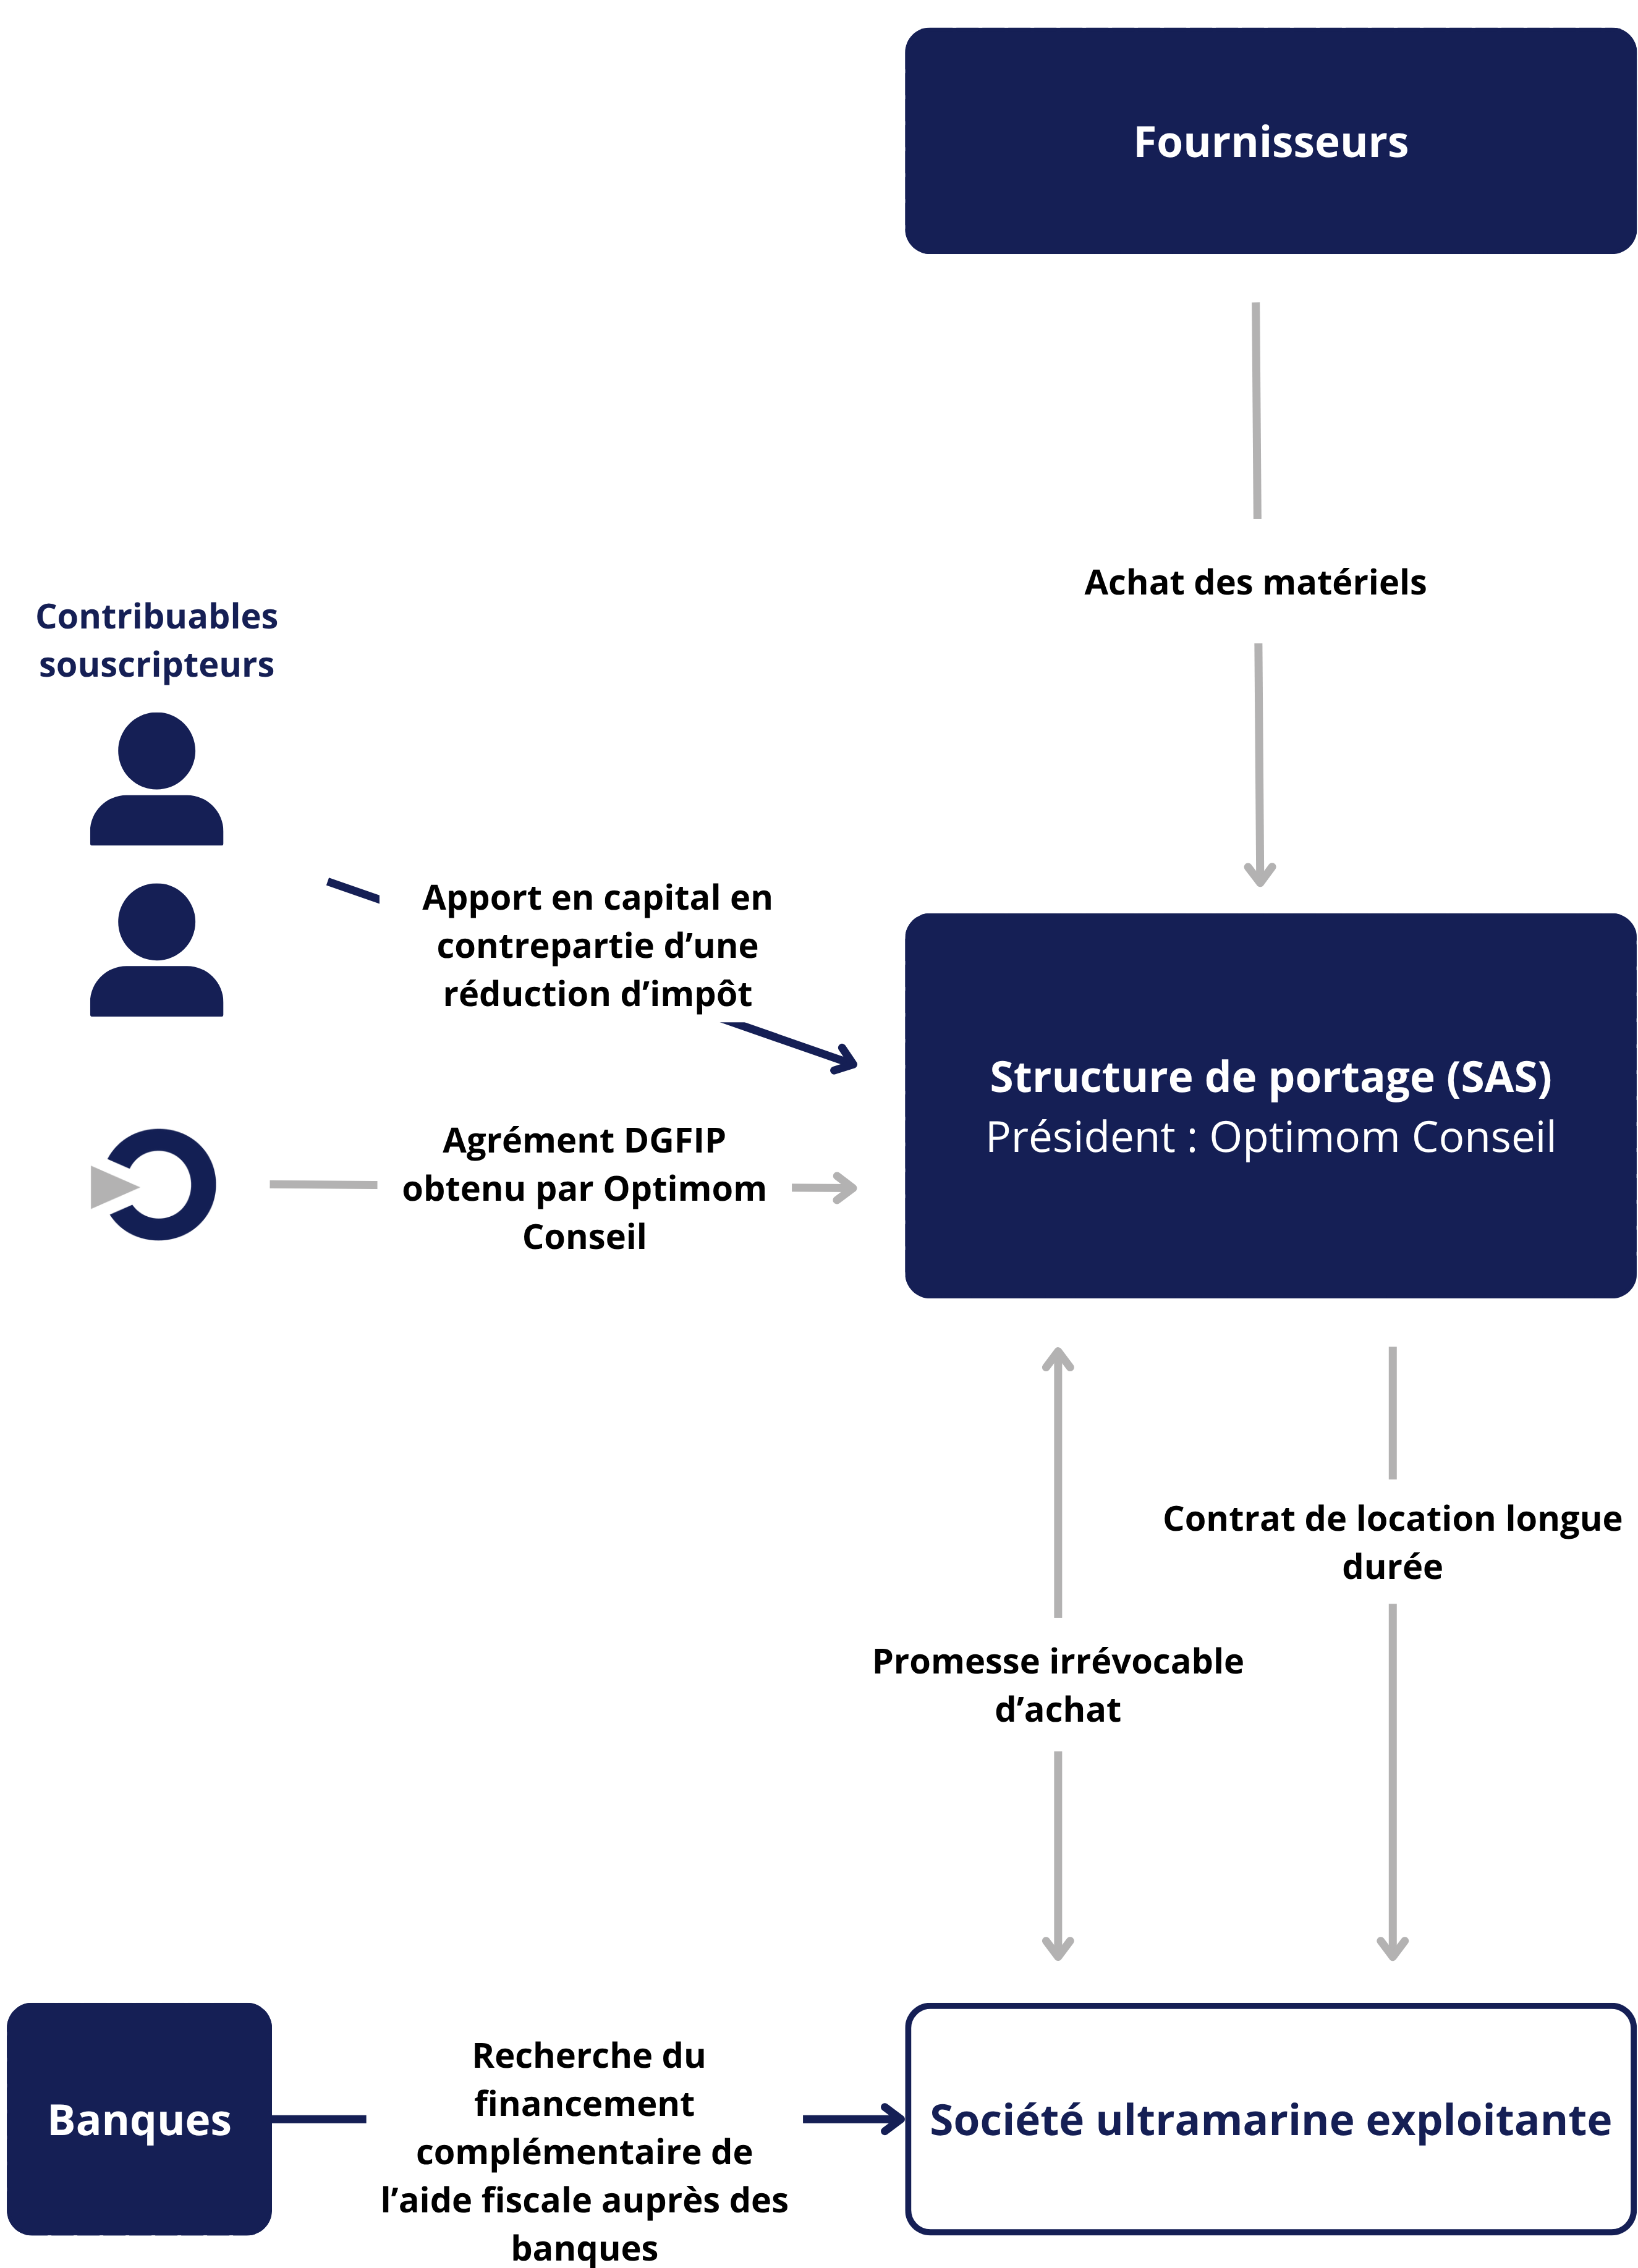 Fournisseurs
Achat des matériels
Contribuables
souscripteurs
Apport en capital en
contrepartie d’une
réduction d’impôt
Agrément DGFIP
obtenu par Optimom
Conseil
Structure de portage (SAS)
Président : Optimom Conseil
Contrat de location longue
durée
Promesse irrévocable
d’achat
Banques
Recherche du
financement
complémentaire de
l’aide fiscale auprès des
banques
Société ultramarine exploitante